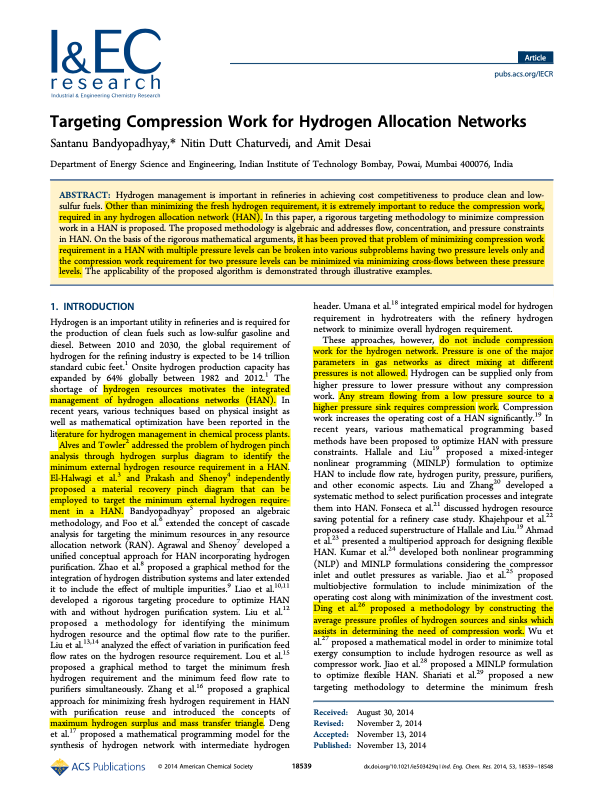 I&EC
research
Industrial & Engineering Chemistry Research
Article
pubs.acs.org/IECR
Targeting Compression Work for Hydrogen Allocation Networks
Santanu Bandyopadhyay,* Nitin Dutt Chaturvedi, and Amit Desai
Department of Energy Science and Engineering, Indian Institute of Technology Bombay, Powai, Mumbai 400076, India
ABSTRACT: Hydrogen management is important in refineries in achieving cost competitiveness to produce clean and low-
sulfur fuels. Other than minimizing the fresh hydrogen requirement, it is extremely important to reduce the compression work,
required in any hydrogen allocation network (HAN). In this paper, a rigorous targeting methodology to minimize compression
work in a HAN is proposed. The proposed methodology is algebraic and addresses flow, concentration, and pressure constraints
in HAN. On the basis of the rigorous mathematical arguments, it has been proved that problem of minimizing compression work
requirement in a HAN with multiple pressure levels can be broken into various subproblems having two pressure levels only and
the compression work requirement for two pressure levels can be minimized via minimizing cross-flows between these pressure
levels. The applicability of the proposed algorithm is demonstrated through illustrative examples.
1. INTRODUCTION
Hydrogen is an important utility in refineries and is required for
the production of clean fuels such as low-sulfur gasoline and
diesel. Between 2010 and 2030, the global requirement of
hydrogen for the refining industry is expected to be 14 trillion
standard cubic feet.1 Onsite hydrogen production capacity has
expanded by 64% globally between 1982 and 2012.1 The
shortage of hydrogen resources motivates the integrated
management of hydrogen allocations networks (HAN). In
recent years, various techniques based on physical insight as
well as mathematical optimization have been reported in the
literature for hydrogen management in chemical process plants.
Alves and Towler2 addressed the problem of hydrogen pinch
analysis through hydrogen surplus diagram to identify the
minimum external hydrogen resource requirement in a HAN.
El-Halwagi et al.3 and Prakash and Shenoy4 independently
proposed a material recovery pinch diagram that can be
employed to target the minimum external hydrogen require-
ment in a HAN. Bandyopadhyay5 proposed an algebraic
methodology, and Foo et al.6 extended the concept of cascade
analysis for targeting the minimum resources in any resource
allocation network (RAN). Agrawal and Shenoy7 developed a
unified conceptual approach for HAN incorporating hydrogen
purification. Zhao et al.8 proposed a graphical method for the
integration of hydrogen distribution systems and later extended
it to include the effect of multiple impurities.9 Liao et al.10,11
developed a rigorous targeting procedure to optimize HAN
with and without hydrogen purification system. Liu et al.12
proposed a methodology for identifying the minimum
hydrogen resource and the optimal flow rate to the purifier.
Liu et al.13,14 analyzed the effect of variation in purification feed
flow rates on the hydrogen resource requirement. Lou et al.15
proposed a graphical method to target the minimum fresh
hydrogen requirement and the minimum feed flow rate to
purifiers simultaneously. Zhang et al.16 proposed a graphical
approach for minimizing fresh hydrogen requirement in HAN
with purification reuse and introduced the concepts of
maximum hydrogen surplus and mass transfer triangle. Deng
et al.17 proposed a mathematical programming model for the
synthesis of hydrogen network with intermediate hydrogen
header. Umana et al.18 integrated empirical model for hydrogen
requirement in hydrotreaters with the refinery hydrogen
network to minimize overall hydrogen requirement.
These approaches, however, do not include compression
work for the hydrogen network. Pressure is one of the major
parameters in gas networks as direct mixing at different
pressures is not allowed. Hydrogen can be supplied only from
higher pressure to lower pressure without any compression
work. Any stream flowing from a low pressure source to a
higher pressure sink requires compression work. Compression
work increases the operating cost of a HAN significantly.19 In
recent years, various mathematical programming based
methods have been proposed to optimize HAN with pressure
constraints. Hallale and Liu19 proposed a mixed-integer
nonlinear programming (MINLP) formulation to optimize
HAN to include flow rate, hydrogen purity, pressure, purifiers,
and other economic aspects. Liu and Zhang20 developed a
systematic method to select purification processes and integrate
them into HAN. Fonseca et al.21 discussed hydrogen resource
saving potential for a refinery case study. Khajehpour et al.22
proposed a reduced superstructure of Hallale and Liu.19 Ahmad
et al.23 presented a multiperiod approach for designing flexible
HAN. Kumar et al.24 developed both nonlinear programming
(NLP) and MINLP formulations considering the compressor
inlet and outlet pressures as variable. Jiao et al.25 proposed
multiobjective formulation to include minimization of the
operating cost along with minimization of the investment cost.
Ding et al.26 proposed a methodology by constructing the
average pressure profiles of hydrogen sources and sinks which
assists in determining the need of compression work. Wu et
al.27 proposed a mathematical model in order to minimize total
exergy consumption to include hydrogen resource as well as
compressor work. Jiao et al.28 proposed a MINLP formulation
to optimize flexible HAN. Shariati et al.29 proposed a new
targeting methodology to determine the minimum fresh
Received: August 30, 2014
Revised: November 2, 2014
Accepted: November 13, 2014
Published: November 13, 2014
ACS Publications
© 2014 American Chemical Society
18539
dx.doi.org/10.1021/ie503429q | Ind. Eng. Chem. Res. 2014, 53, 18539−18548